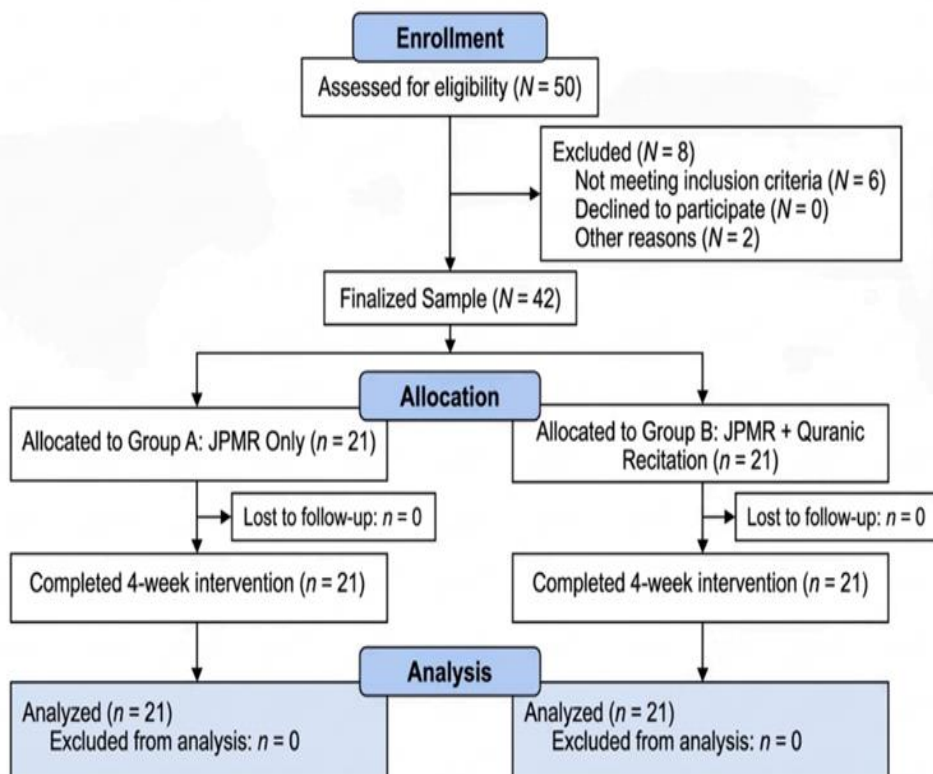 Enrollment
Assessed for eligibility (N = 50)
Excluded (N = 8)
Not meeting inclusion criteria (N = 6)
Declined to participate (N = 0)
Other reasons (N = 2)
Finalized Sample (N = 42)
Allocation
Allocated to Group A: JPMR Only (n = 21)
Allocated to Group B: JPMR + Quranic
Recitation (n = 21)
Lost to follow-up: n = 0
Lost to follow-up: n = 0
Completed 4-week intervention (n = 21)
Completed 4-week intervention (n = 21)
Analysis
Analyzed (n = 21)
Excluded from analysis: n = 0
Analyzed (n = 21)
Excluded from analysis: n = 0